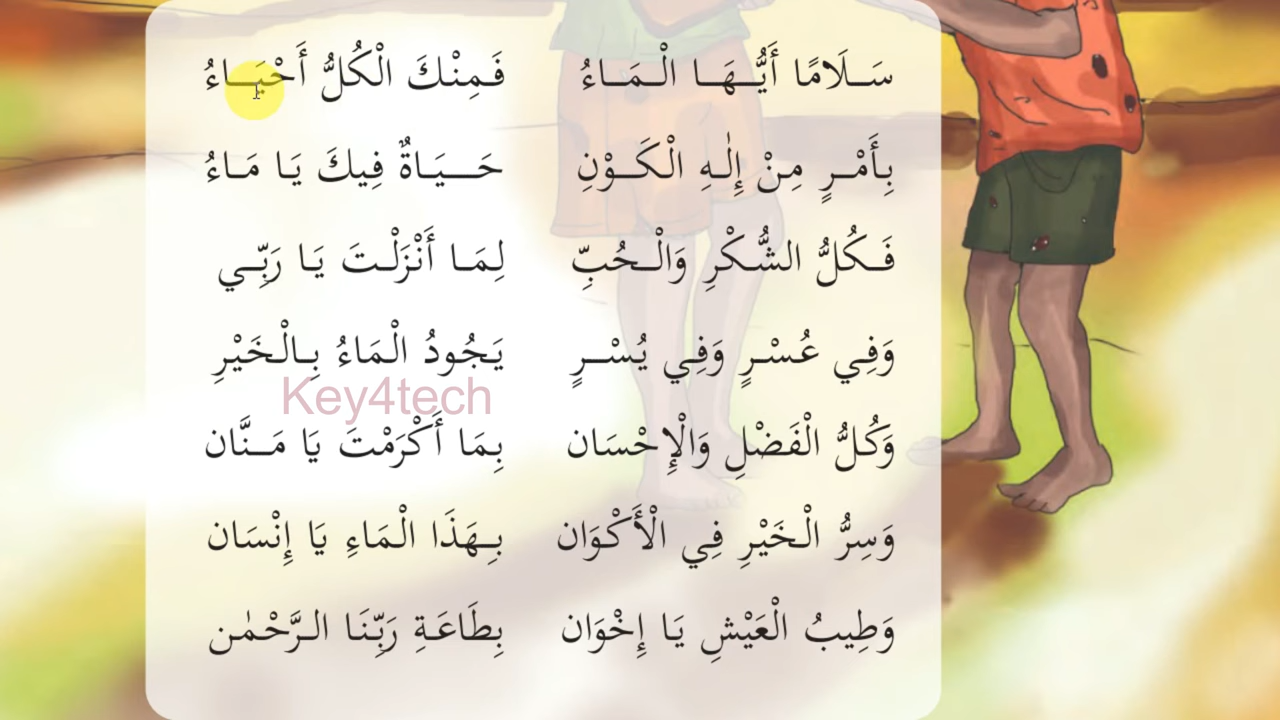 سَلَامًا أَيُّهَا الْمَاءُ فَمِنْكَ الْكُلُّ أَحْيَاءُ
بِأَمْرٍ مِنْ إِلٰهِ الْكَوْنِ حَيَاةٌ فِيكَ يَا مَاءُ
فَكُلُّ الشُّكْرِ وَالْحُبِّ لِمَا أَنْزَلْتَ يَا رَبِّي
وَفِي عُسْرٍ وَفِي يُسْرٍ يَجُودُ الْمَاءُ بِالْخَيْرِ
Key4tech
وَكُلُّ الْفَضْلِ وَالْإِحْسَان بِمَا أَكْرَمْتَ يَا مَنَّان
وَسِرُّ الْخَيْرِ فِي الْأَكْوَان بِهَذَا الْمَاءِ يَا إِنْسَان
وَطِيبُ الْعَيْشِ يَا إِخْوَان بِطَاعَةِ رَبِّنَا الرَّحْمٰن